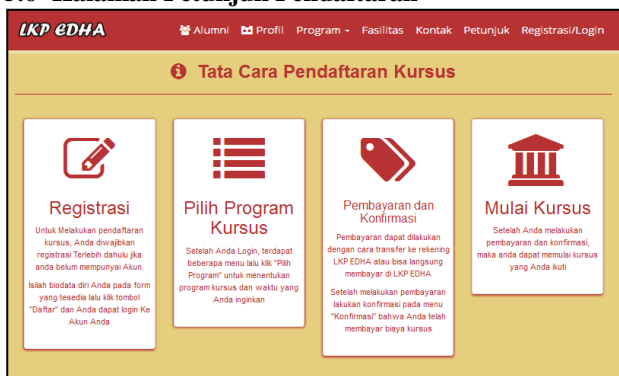 LKP EDHA
Alumni Profil Program Fasilitas Kontak Petunjuk Registrasi/Login
Tata Cara Pendaftaran Kursus
Registrasi
Untuk Melakukan pendaftaran
kursus, Anda diwajibkan
registrasi Terlebih dahulu jika
anda belum mempunyai Akun.
Isilah biodata diri Anda pada form
yang tesedia lalu klik tombol
"Daftar" dan Anda dapat login Ke
Akun Anda
Pilih Program
Kursus
Setelah Anda Login, terdapat
beberapa menu lalu klik "Pilih
Program" untuk menentukan
program kursus dan waktu yang
Anda inginkan
Pembayaran dan
Konfirmasi
Pembayaran dapat dilakukan
dengan cara transfer ke rekening
LKP EDHA atau bisa langsung
membayar di LKP EDHA
Setelah melakukan pembayaran
lakukan konfirmasi pada menu
"Konfirmasi" bahwa Anda telah
membayar biaya kursus
Mulai Kursus
Setelah Anda melakukan
pembayaran dan konfirmasi,
maka anda dapat memulai kursus
yang Anda ikuti